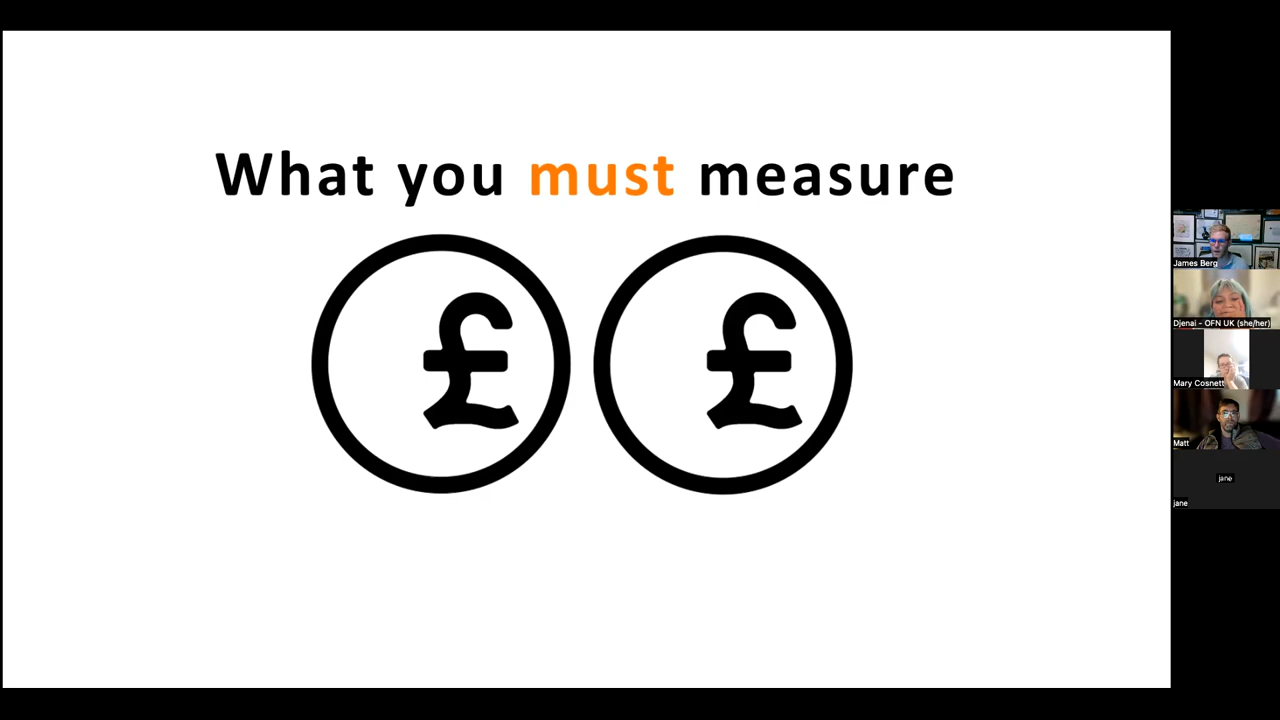 What you must measure
£ £
James Berg
Djenai - OFN UK (she/her)
Mary Cosnett
Matt
jane
jane